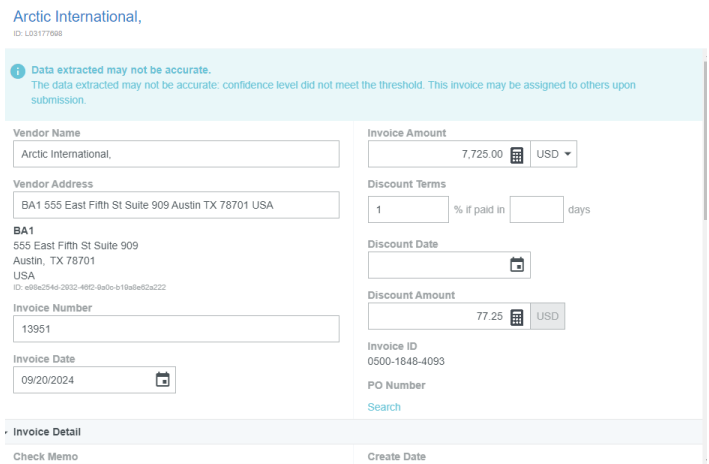 Arctic International,
ID: L03177698
Data extracted may not be accurate.
The data extracted may not be accurate: confidence level did not meet the threshold. This invoice may be assigned to others upon
submission.
Vendor Name
Arctic International,
Vendor Address
BA1 555 East Fifth St Suite 909 Austin TX 78701 USA
BA1
555 East Fifth St Suite 909
Austin, TX 78701
USA
ID: e98e254d-2932-46f2-9a0c-b19a8e62a222
Invoice Number
13951
Invoice Date
09/20/2024
Invoice Amount
7,725.00 USD
Discount Terms
1 % if paid in days
Discount Date
Discount Amount
77.25 USD
Invoice ID
0500-1848-4093
PO Number
Search
Invoice Detail
Check Memo
Create Date